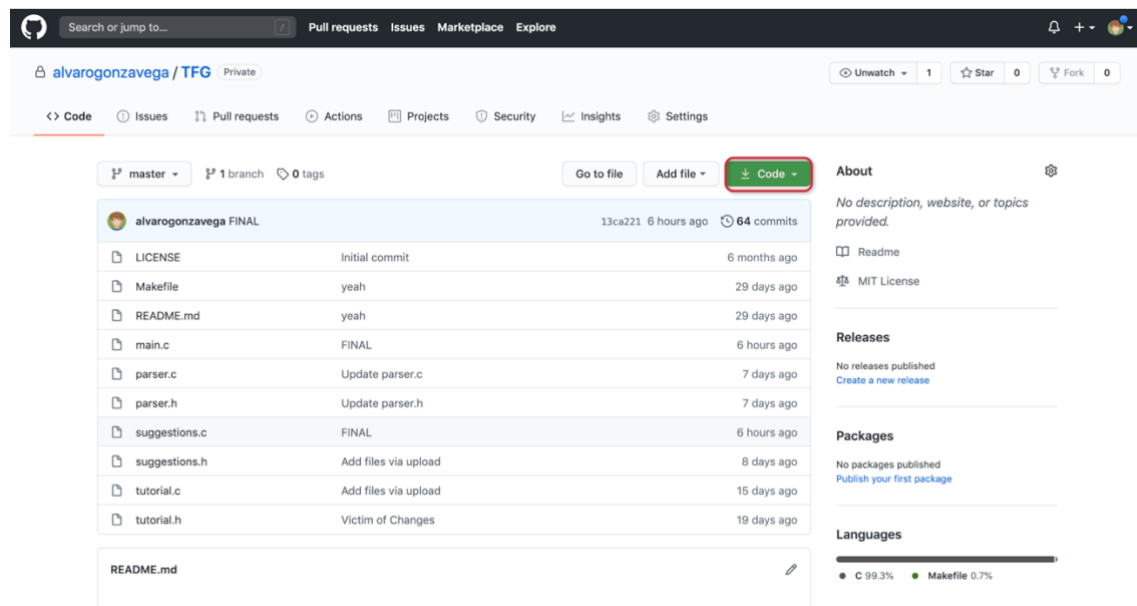 Search or jump to... / Pull requests Issues Marketplace Explore
alvarogonzavega / TFG Private Unwatch 1 Star 0 Fork 0
Code Issues Pull requests Actions Projects Security Insights Settings
master 1 branch 0 tags Go to file Add file Code
alvarogonzavega FINAL 13ca221 6 hours ago 64 commits
LICENSE Initial commit 6 months ago
Makefile yeah 29 days ago
README.md yeah 29 days ago
main.c FINAL 6 hours ago
parser.c Update parser.c 7 days ago
parser.h Update parser.h 7 days ago
suggestions.c FINAL 6 hours ago
suggestions.h Add files via upload 8 days ago
tutorial.c Add files via upload 15 days ago
tutorial.h Victim of Changes 19 days ago
README.md
About
No description, website, or topics
provided.
Readme
MIT License
Releases
No releases published
Create a new release
Packages
No packages published
Publish your first package
Languages
C 99.3% Makefile 0.7%